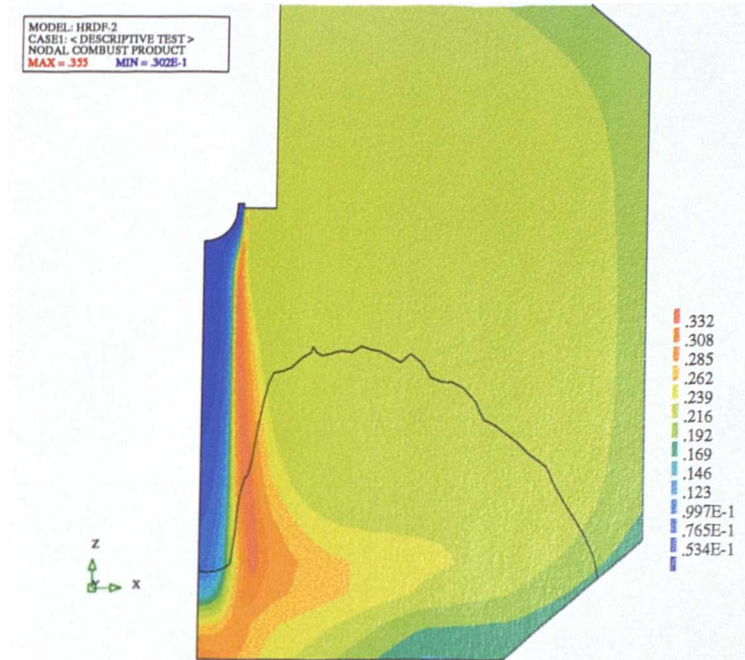 MODEL: HRDF-2
CASE1: < DESCRIPTIVE TEST >
NODAL COMBUST PRODUCT
MAX = .355 MIN = .302E-1
.332
.308
.285
.262
.239
.216
.192
.169
.146
.123
.997E-1
.765E-1
.534E-1
Z
X